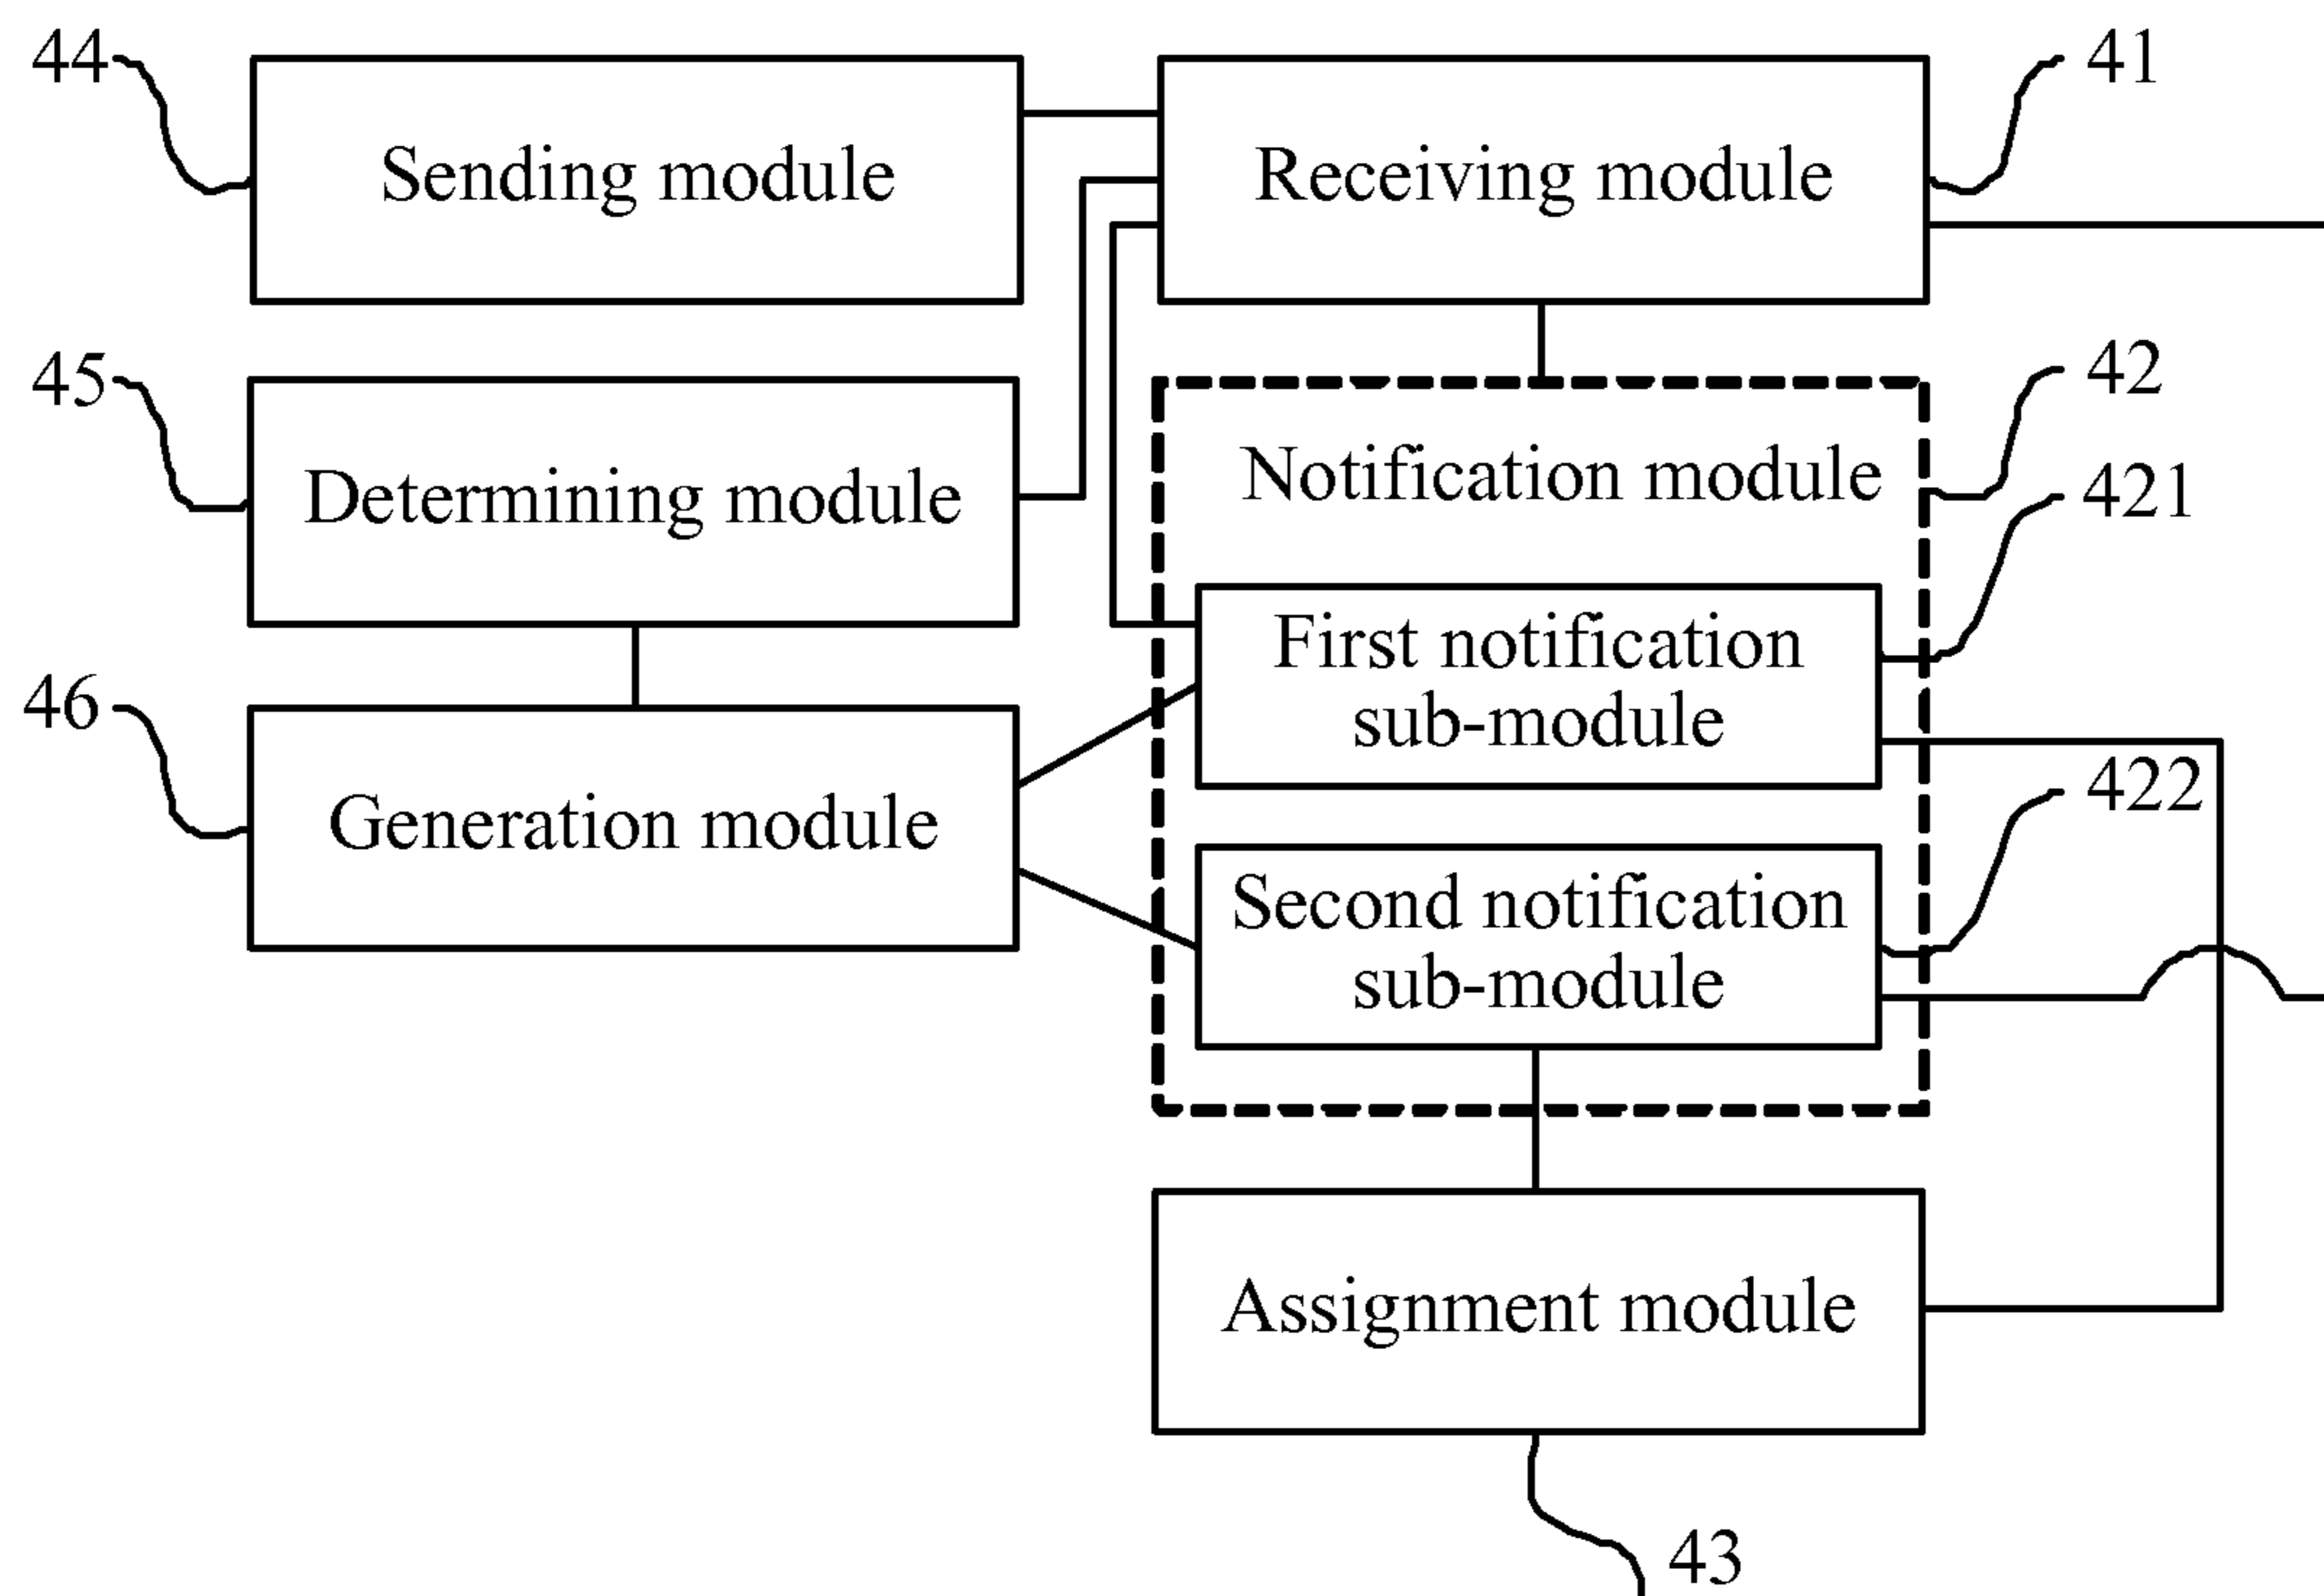 44
Sending module
Receiving module
41
45
Determining module
Notification module
42
421
First notification
sub-module
46
Generation module
422
Second notification
sub-module
Assignment module
43